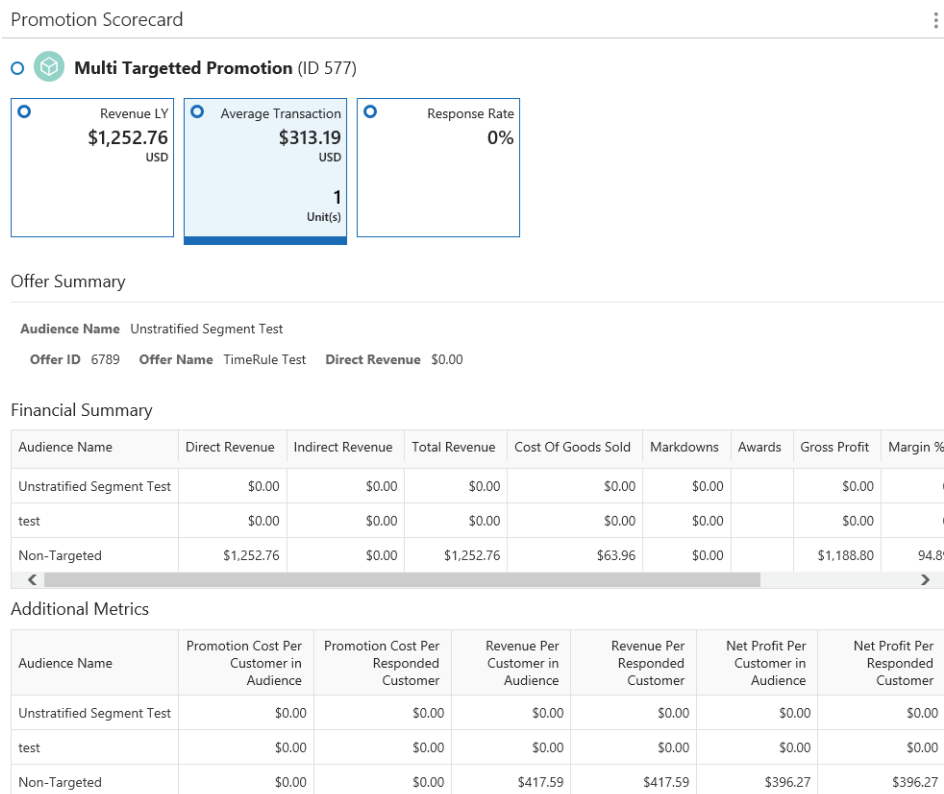 Promotion Scorecard
Multi Targetted Promotion (ID 577)
Revenue LY
$1,252.76
USD
Average Transaction
$313.19
USD
1
Unit(s)
Response Rate
0%
Offer Summary
Audience Name Unstratified Segment Test
Offer ID 6789 Offer Name TimeRule Test Direct Revenue $0.00
Financial Summary
Audience Name Direct Revenue Indirect Revenue Total Revenue Cost Of Goods Sold Markdowns Awards Gross Profit Margin %
Unstratified Segment Test $0.00 $0.00 $0.00 $0.00 $0.00 $0.00
test $0.00 $0.00 $0.00 $0.00 $0.00 $0.00
Non-Targeted $1,252.76 $0.00 $1,252.76 $63.96 $0.00 $1,188.80 94.89
Additional Metrics
Audience Name Promotion Cost Per Customer in Audience Promotion Cost Per Responded Customer Revenue Per Customer in Audience Revenue Per Responded Customer Net Profit Per Customer in Audience Net Profit Per Responded Customer
Unstratified Segment Test $0.00 $0.00 $0.00 $0.00 $0.00 $0.00
test $0.00 $0.00 $0.00 $0.00 $0.00 $0.00
Non-Targeted $0.00 $0.00 $417.59 $417.59 $396.27 $396.27